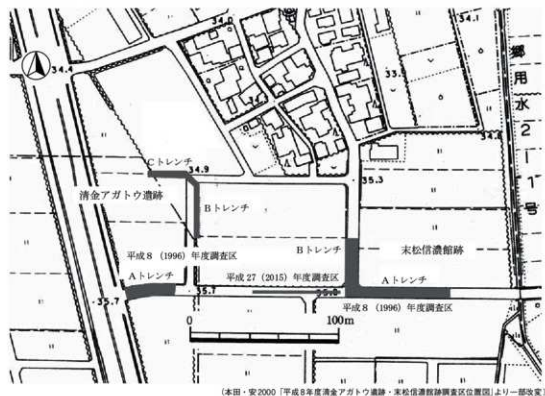 34.0
34.1
34.4
33.9
郷用水2-1号
Cトレンチ
34.9
35.3
清金アガトウ遺跡
Bトレンチ
Bトレンチ
末松信濃館跡
平成8(1996)年度調査区
平成27(2015)年度調査区
Aトレンチ
Aトレンチ
35.7
35.7
平成8(1996)年度調査区
0
100m
(本田・安2000「平成8年度清金アガトウ遺跡・末松信濃館跡調査区位置図」より一部改変)